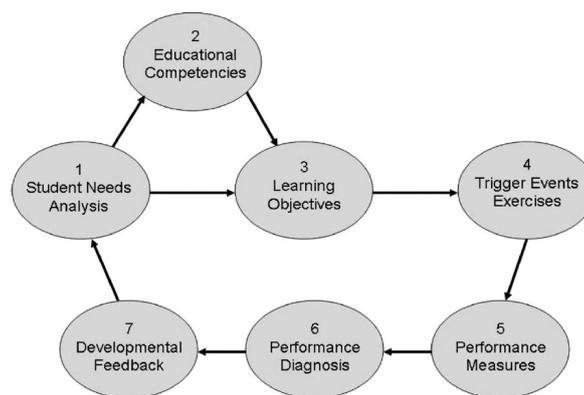 1
Student Needs
Analysis
2
Educational
Competencies
3
Learning
Objectives
4
Trigger Events
Exercises
5
Performance
Measures
6
Performance
Diagnosis
7
Developmental
Feedback